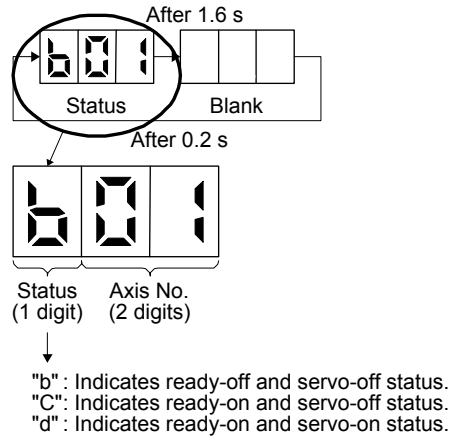 After 1.6 s
b01
Status Blank
After 0.2 s
b01
Status Axis No.
(1 digit) (2 digits)
"b" : Indicates ready-off and servo-off status.
"C": Indicates ready-on and servo-off status.
"d" : Indicates ready-on and servo-on status.